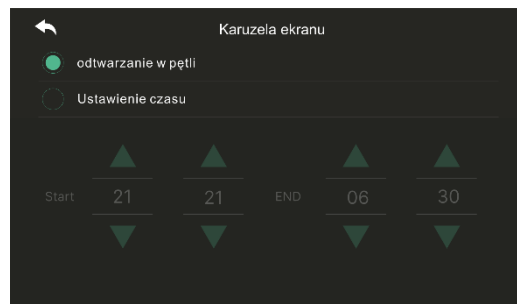 Karuzela ekranu
odtwarzanie w pętli
Ustawienie czasu
Start 21 21 END 06 30